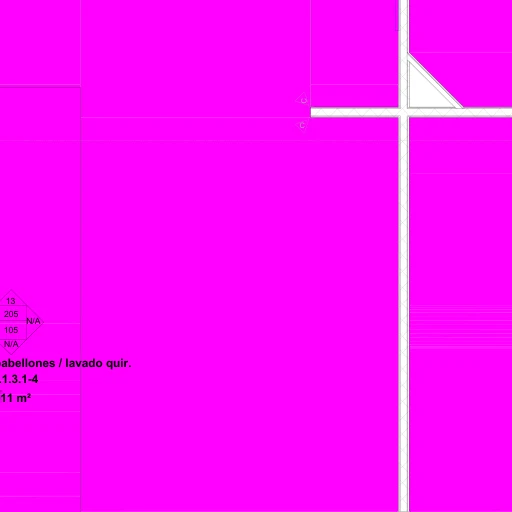 C
C
13
205
N/A
105
N/A
abellones / lavado quir.
.1.3.1-4
11 m²